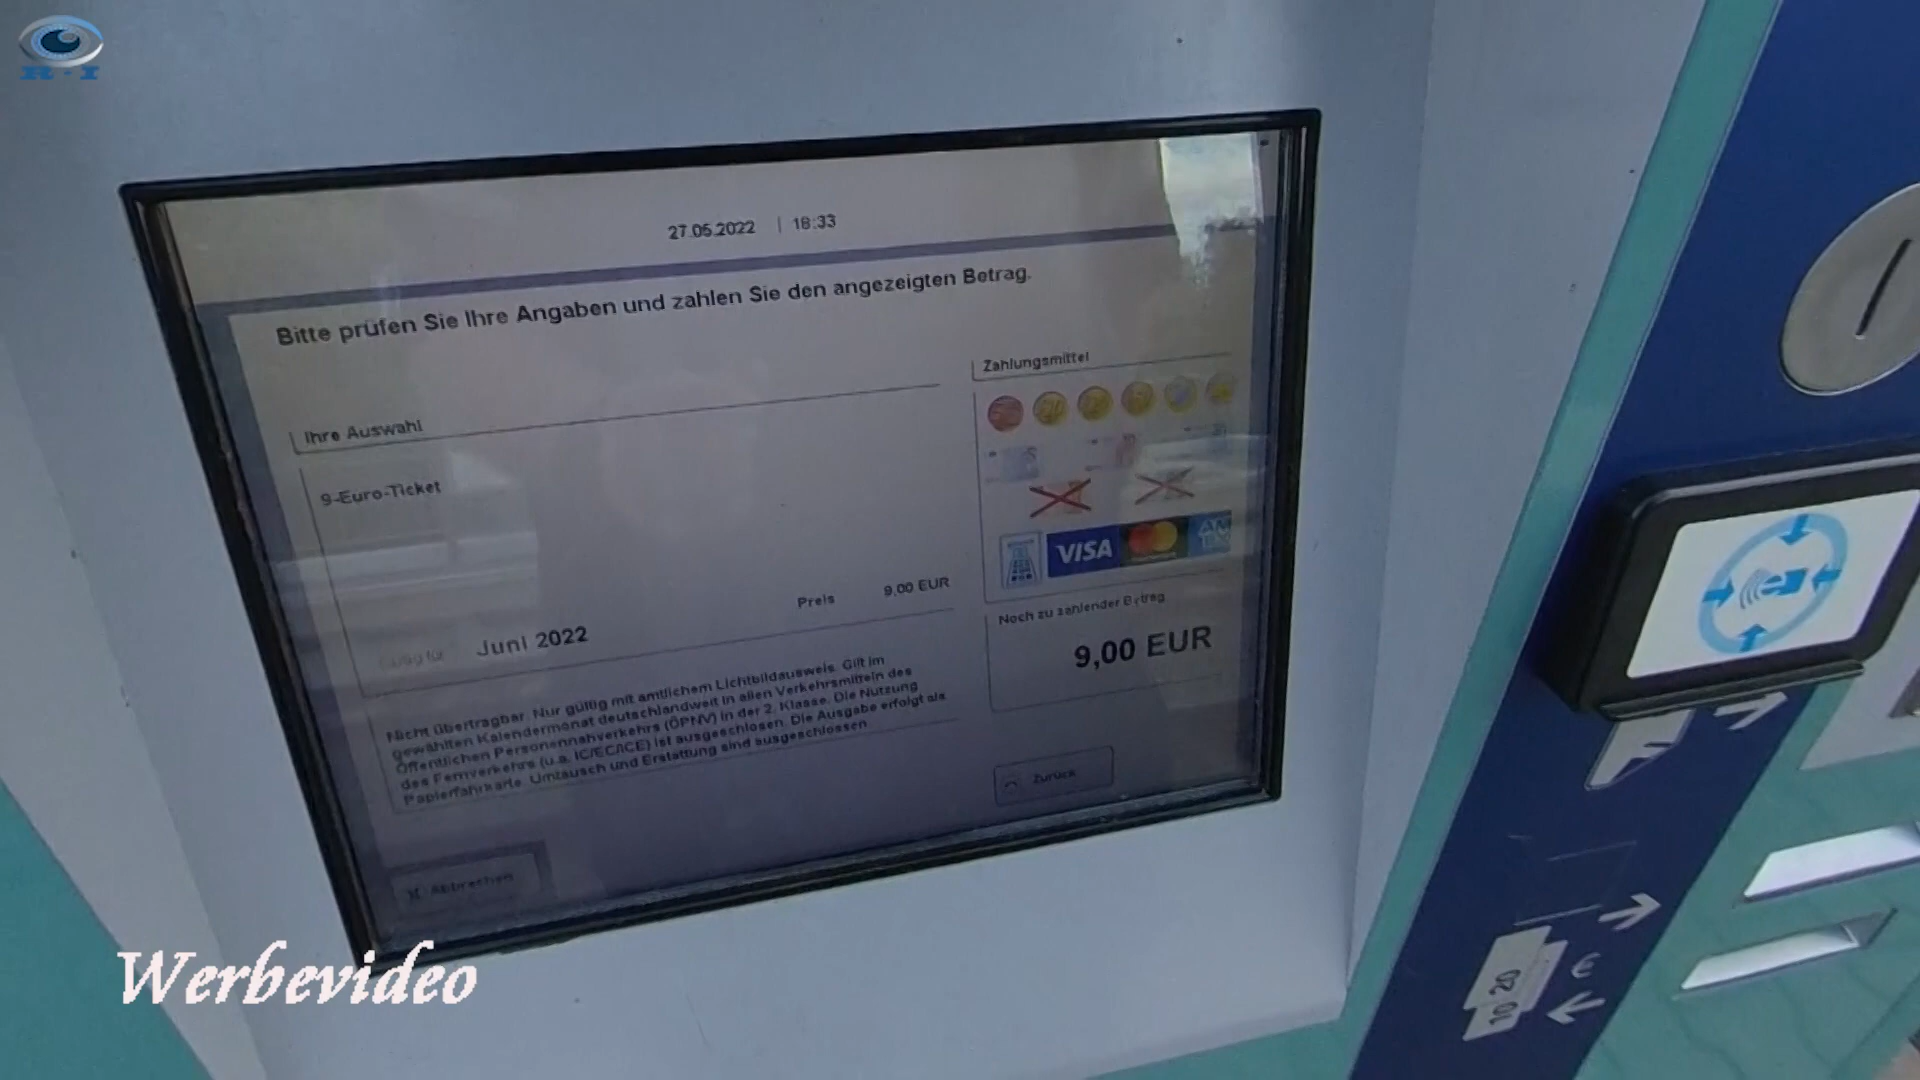 R-I
27.05.2022 | 18:33
Bitte prüfen Sie Ihre Angaben und zahlen Sie den angezeigten Betrag.
Ihre Auswahl
Zahlungsmittel
9-Euro-Ticket
VISA
AM
Preis 9,00 EUR
Juni 2022
Noch zu zahlender Betrag
9,00 EUR
Nicht übertragbar. Nur gültig mit amtlichem Lichtbildausweis. Gilt im
gewählten Kalendermonat deutschlandweit in allen Verkehrsmitteln des
Öffentlichen Personennahverkehrs (ÖPNV) in der 2. Klasse. Die Nutzung
des Fernverkehrs (u.a. IC/EC/ICE) ist ausgeschlossen. Die Ausgabe erfolgt als
Papierfahrkarte. Umtausch und Erstattung sind ausgeschlossen.
Zurück
Abbrechen
€
20
10
Werbevideo